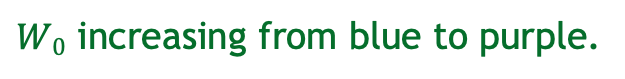 W₀ increasing from blue to purple.